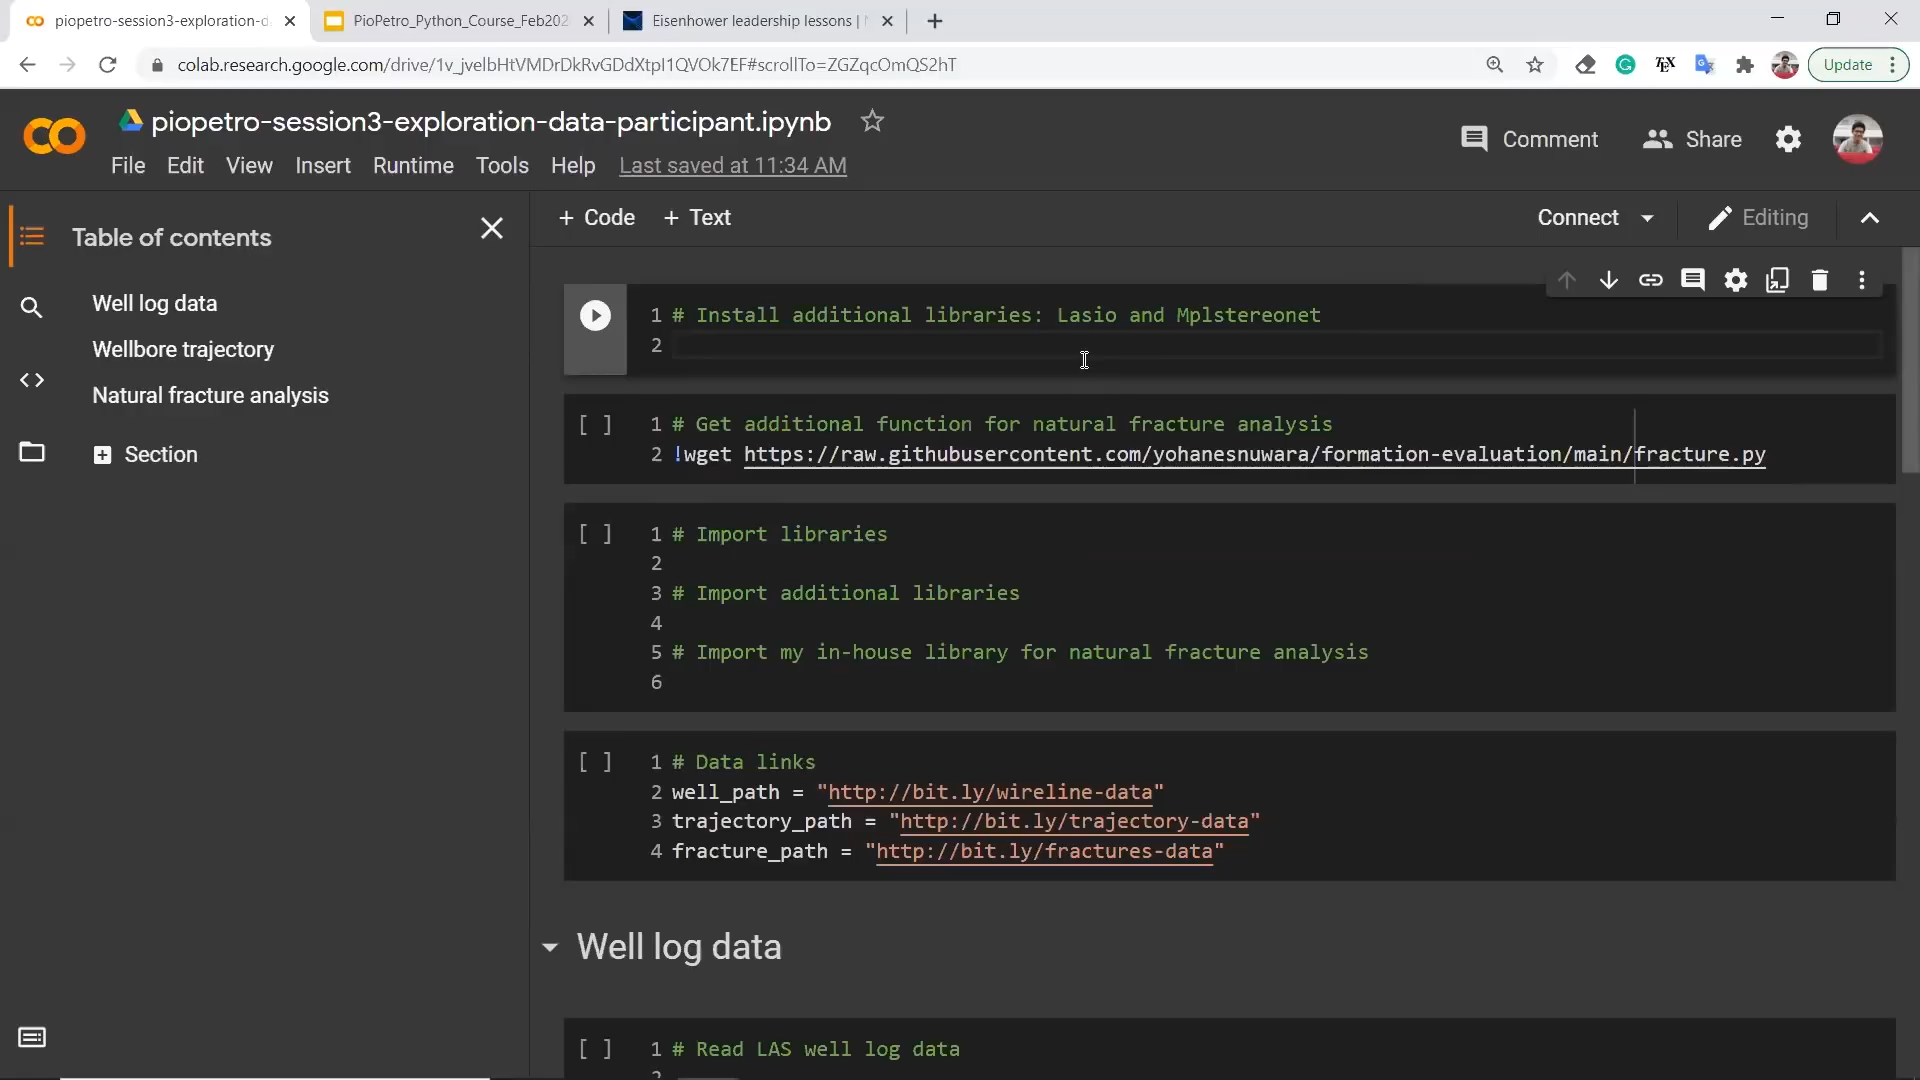 piopetro-session3-exploration-d
PioPetro_Python_Course_Feb202
Eisenhower leadership lessons |
colab.research.google.com/drive/1v_jvelbHtVMDrDkRvGDdXtpI1QVOk7EF#scrollTo=ZGZqcOmQS2hT
Update
piopetro-session3-exploration-data-participant.ipynb
Comment
Share
File Edit View Insert Runtime Tools Help Last saved at 11:34 AM
Table of contents
+ Code + Text
Connect
Editing
Well log data
Wellbore trajectory
Natural fracture analysis
Section
1 # Install additional libraries: Lasio and Mplstereonet
2
[ ] 1 # Get additional function for natural fracture analysis
2 !wget https://raw.githubusercontent.com/yohanesnuwara/formation-evaluation/main/fracture.py
[ ] 1 # Import libraries
2
3 # Import additional libraries
4
5 # Import my in-house library for natural fracture analysis
6
[ ] 1 # Data links
2 well_path = "http://bit.ly/wireline-data"
3 trajectory_path = "http://bit.ly/trajectory-data"
4 fracture_path = "http://bit.ly/fractures-data"
Well log data
[ ] 1 # Read LAS well log data
2